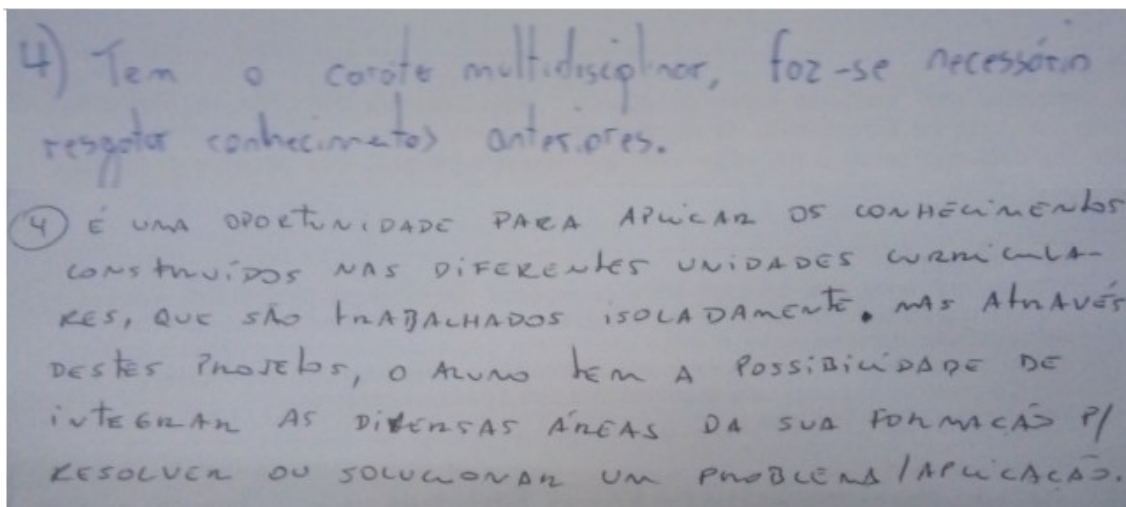 4) Tem o caráter multidisciplinar, faz-se necessário
resgatar conhecimentos anteriores.
4 É UMA OPORTUNIDADE PARA APLICAR OS CONHECIMENTOS
CONSTRUÍDOS NAS DIFERENTES UNIDADES CURRICULA-
RES, QUE SÃO TRABALHADOS ISOLADAMENTE. MAS ATRAVÉS
DESTES PROJETOS, O ALUNO TEM A POSSIBILIDADE DE
INTEGRAR AS DIVERSAS ÁREAS DA SUA FORMAÇÃO P/
RESOLVER OU SOLUCIONAR UM PROBLEMA/APLICAÇÃO.